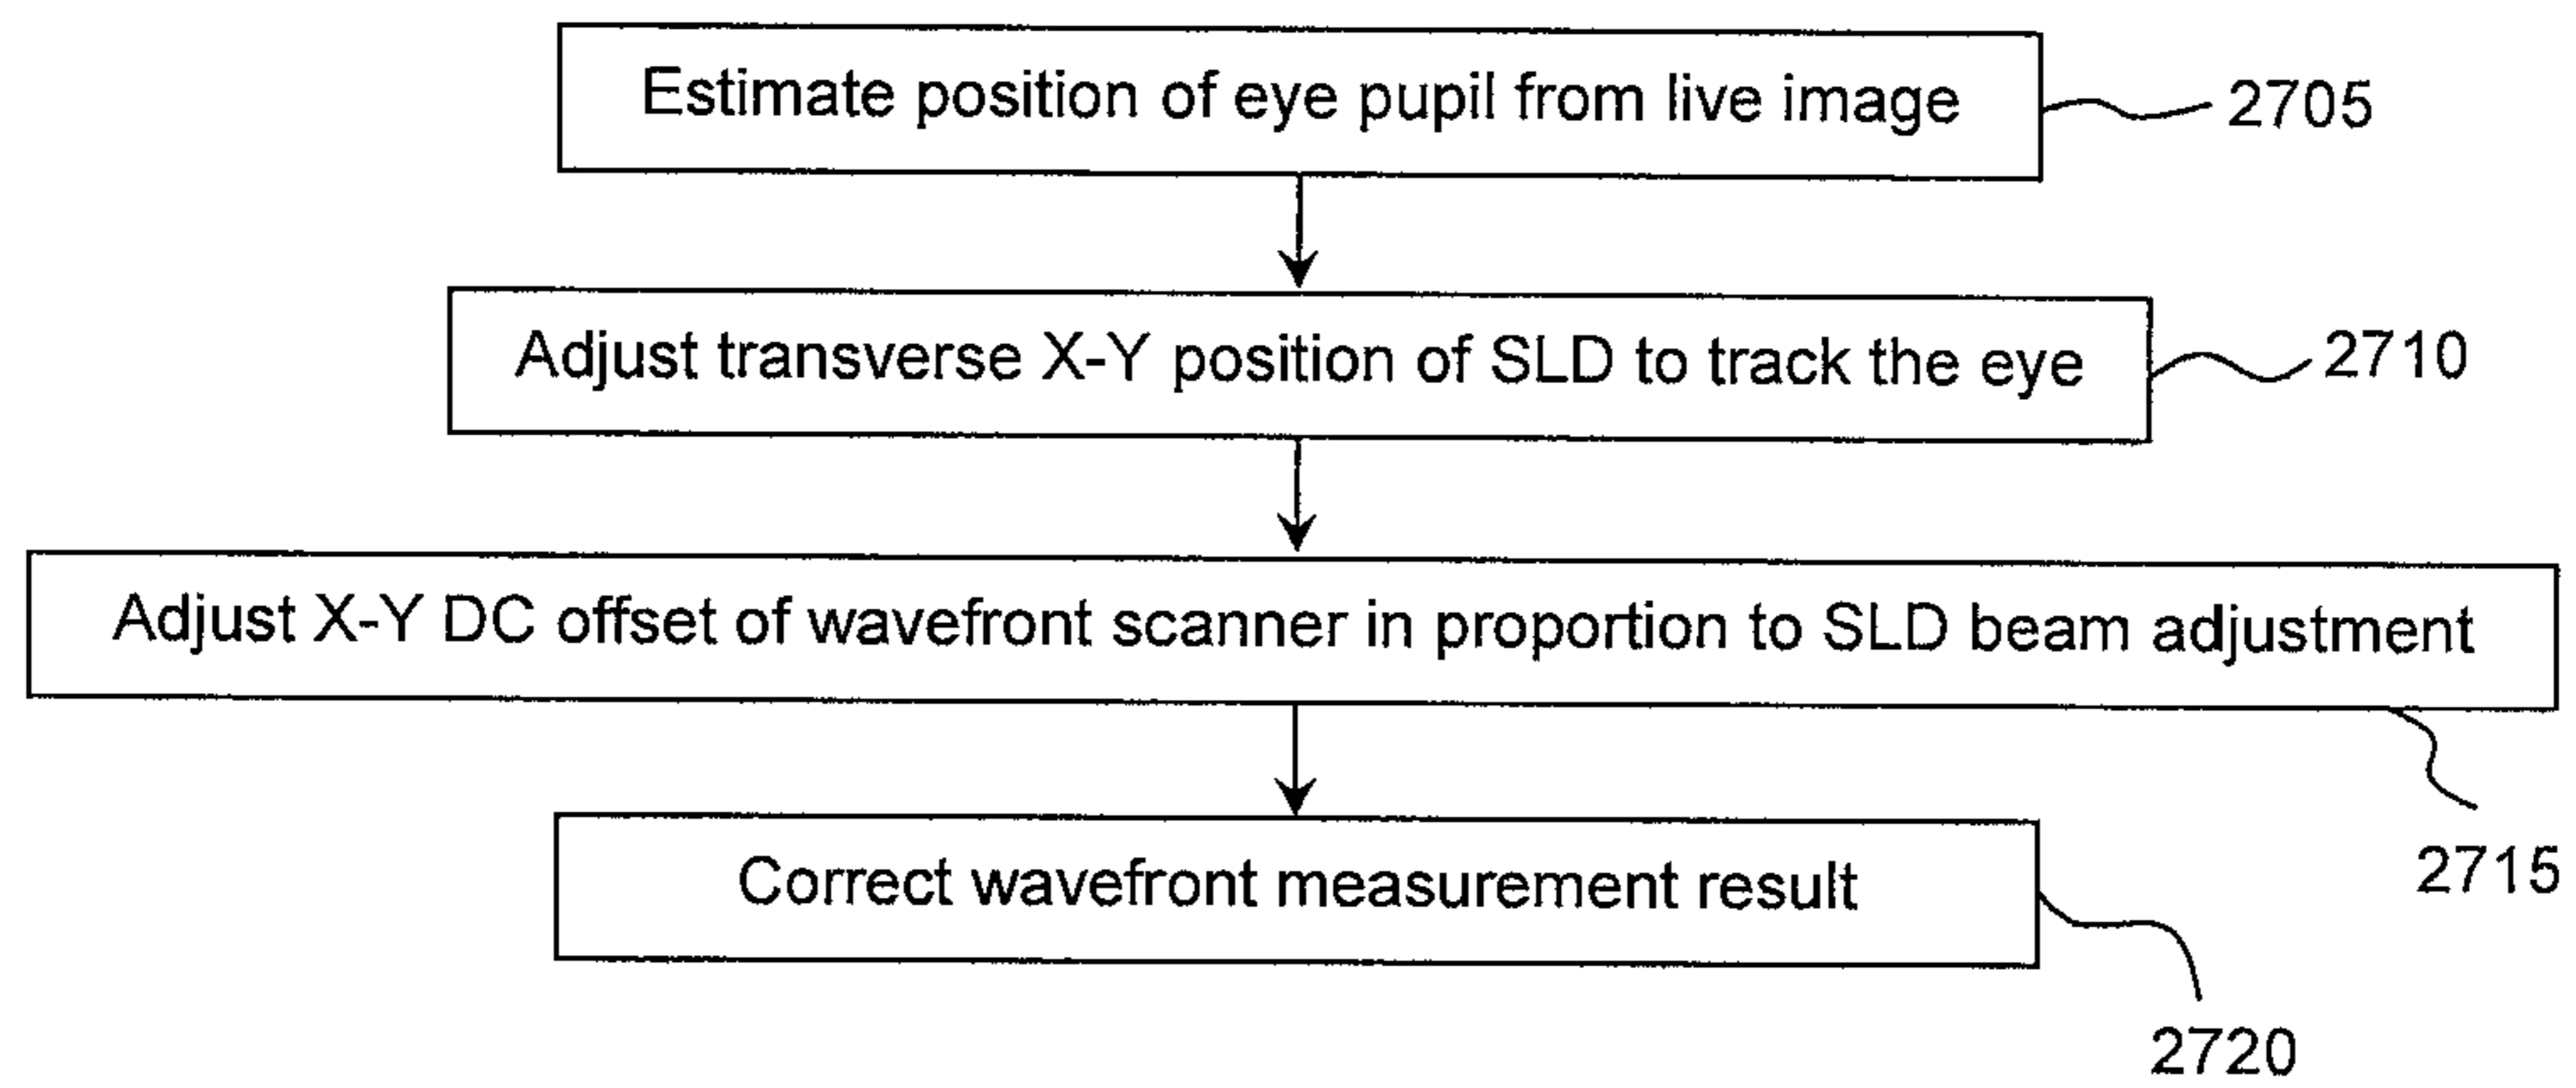 Estimate position of eye pupil from live image
2705
Adjust transverse X-Y position of SLD to track the eye
2710
Adjust X-Y DC offset of wavefront scanner in proportion to SLD beam adjustment
2715
Correct wavefront measurement result
2720